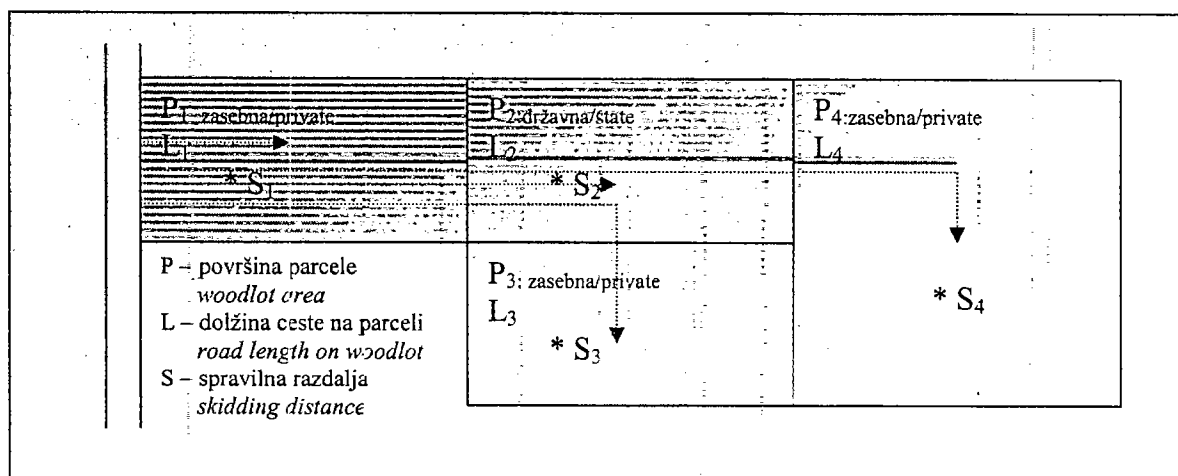 P1: zasebna/private
L1
* S1
P2:državna/state
L2
* S2
P4:zasebna/private
L4
* S4
P3: zasebna/private
L3
* S3
P – površina parcele
woodlot area
L – dolžina ceste na parceli
road length on woodlot
S – spravilna razdalja
skidding distance